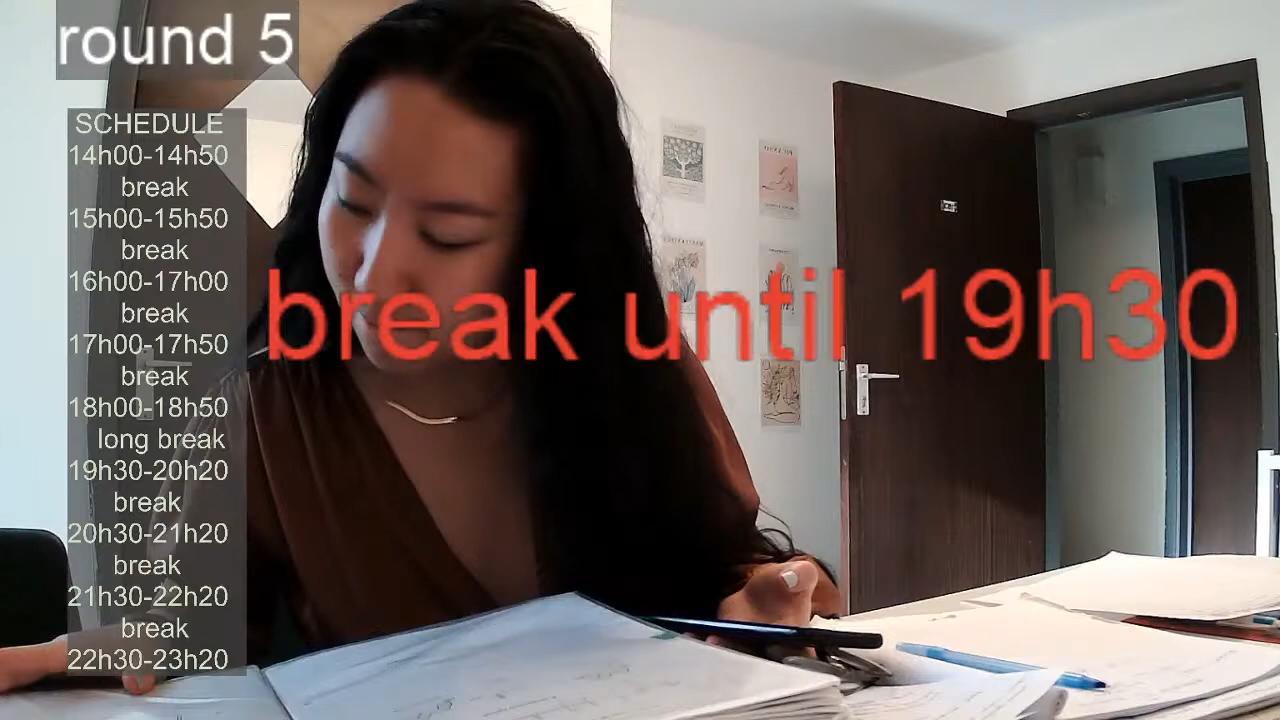 round 5
SCHEDULE
14h00-14h50
break
15h00-15h50
break
16h00-17h00
break
17h00-17h50
break
18h00-18h50
long break
19h30-20h20
break
20h30-21h20
break
21h30-22h20
break
22h30-23h20
break until 19h30